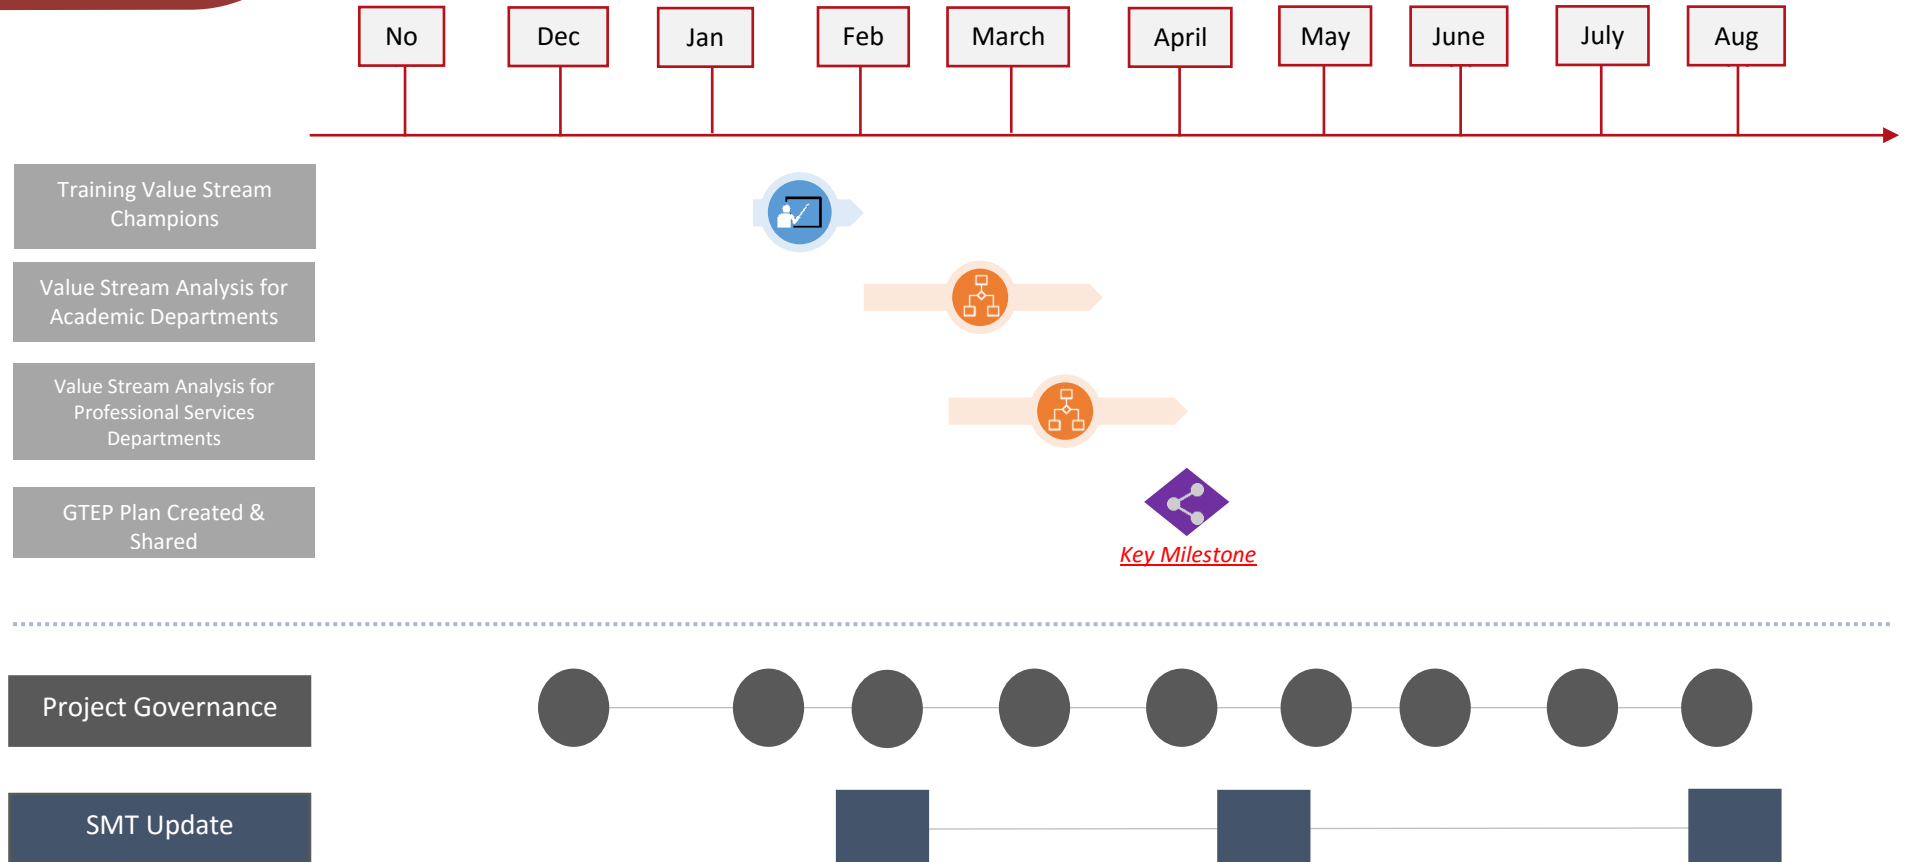 No
Dec
Jan
Feb
March
April
May
June
July
Aug
Training Value Stream
Champions
Value Stream Analysis for
Academic Departments
Value Stream Analysis for
Professional Services
Departments
GTEP Plan Created &
Shared
Key Milestone
Project Governance
SMT Update